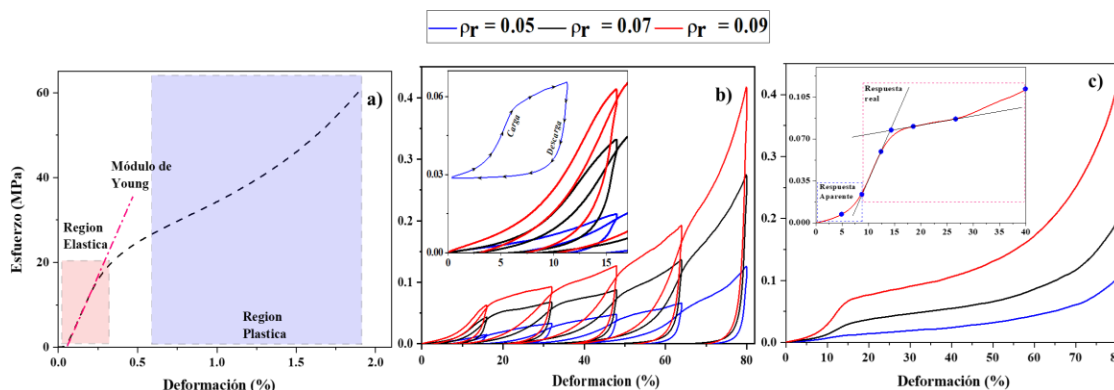 ρr = 0.05 ρr = 0.07 ρr = 0.09
a)
Esfuerzo (MPa)
60
40
20
0
Módulo de
Young
Region
Elastica
Region
Plastica
0.0 0.5 1.0 1.5 2.0
Deformación (%)
b)
0.4
0.3
0.2
0.1
0.0
0.06
0.03
0.00
Carga
Descarga
0 5 10 15
0 10 20 30 40 50 60 70 80
Deformacion (%)
c)
0.4
0.3
0.2
0.1
0.0
0.105
0.070
0.035
0.000
Respuesta
real
Respuesta
Aparente
0 5 10 15 20 25 30 35 40
0 10 20 30 40 50 60 70 80
Deformación (%)